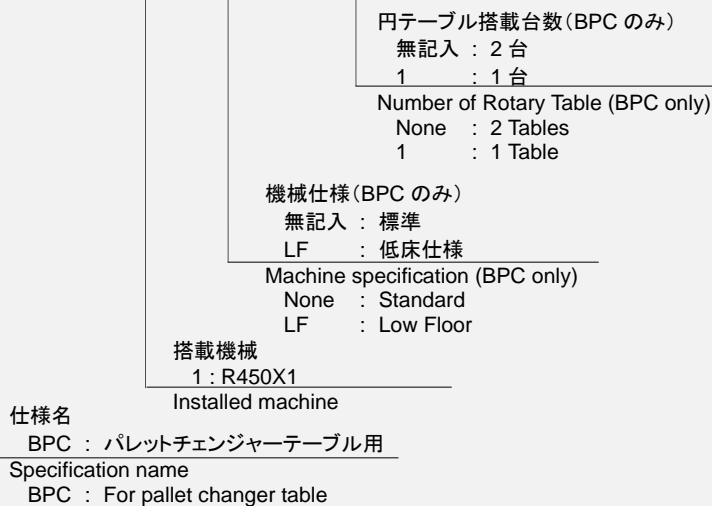 円テーブル搭載台数（BPC のみ）
無記入 : 2 台
1 : 1 台
Number of Rotary Table (BPC only)
None : 2 Tables
1 : 1 Table
機械仕様（BPC のみ）
無記入 : 標準
LF : 低床仕様
Machine specification (BPC only)
None : Standard
LF : Low Floor
搭載機械
1 : R450X1
Installed machine
仕様名
BPC : パレットチェンジャーテーブル用
Specification name
BPC : For pallet changer table